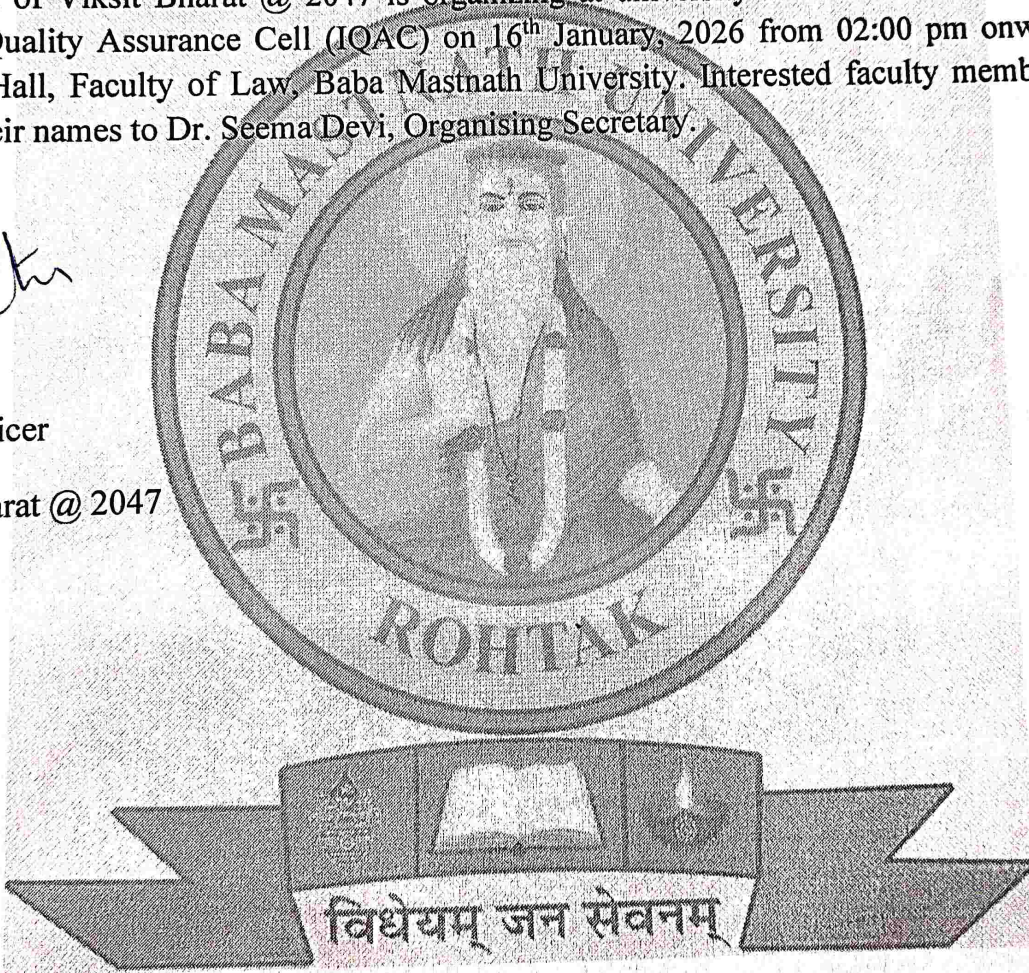 of Viksit Bharat @ 2047 is organizing at university
Quality Assurance Cell (IQAC) on 16th January, 2026 from 02:00 pm onw
Hall, Faculty of Law, Baba Mastnath University. Interested faculty memb
eir names to Dr. Seema Devi, Organising Secretary.
icer
arat @ 2047
BABA MASTNATH UNIVERSITY
ROHTAK
विधेयम् जन सेवनम्